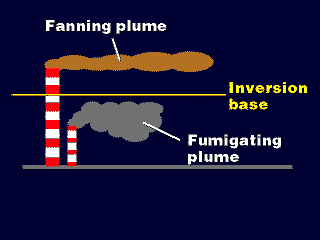 Fanning plume
Inversion
base
Fumigating
plume